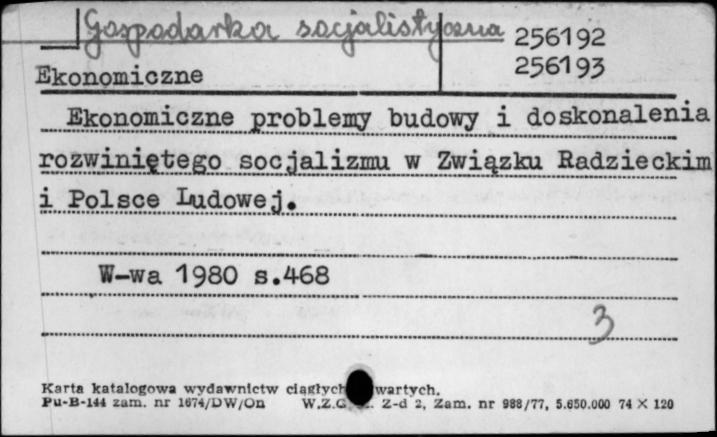 Gospodarka socjalistyczna
256192
256193
Ekonomiczne
Ekonomiczne problemy budowy i doskonalenia
rozwiniętego socjalizmu w Związku Radzieckim
i Polsce Ludowej.
W-wa 1980 s.468
3
Karta katalogowa wydawnictw ciągłych wartych.
Pu-B-144 zam. nr 1674/DW/On W.Z.G. Z-d 2, Zam. nr 988/77, 5.650.000 74 X 120